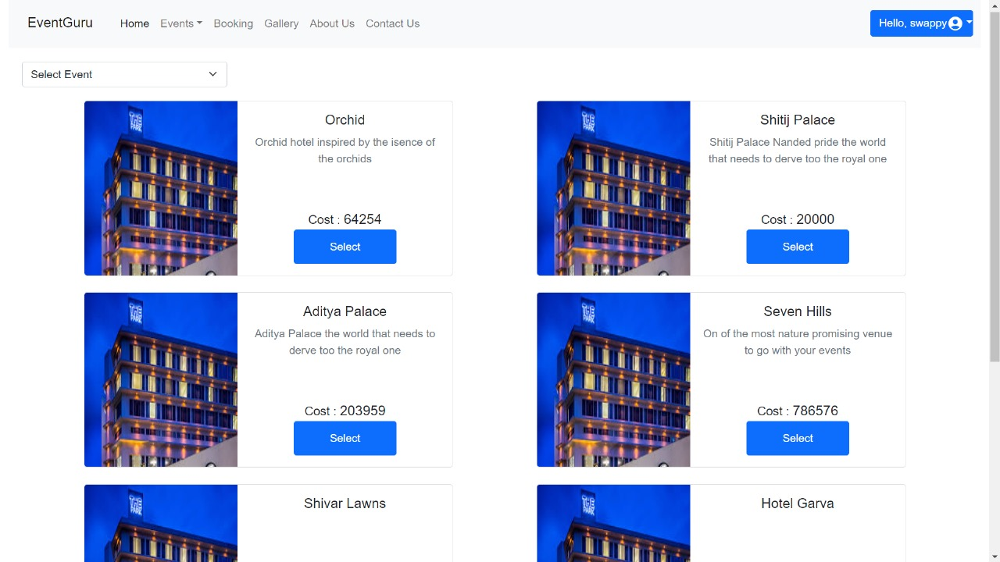 EventGuru Home Events Booking Gallery About Us Contact Us Hello, swappy
Select Event
THE PARK
Orchid
Orchid hotel inspired by the isence of
the orchids
Cost : 64254
Select
THE PARK
Shitij Palace
Shitij Palace Nanded pride the world
that needs to derve too the royal one
Cost : 20000
Select
THE PARK
Aditya Palace
Aditya Palace the world that needs to
derve too the royal one
Cost : 203959
Select
THE PARK
Seven Hills
On of the most nature promising venue
to go with your events
Cost : 786576
Select
THE PARK
Shivar Lawns
THE PARK
Hotel Garva